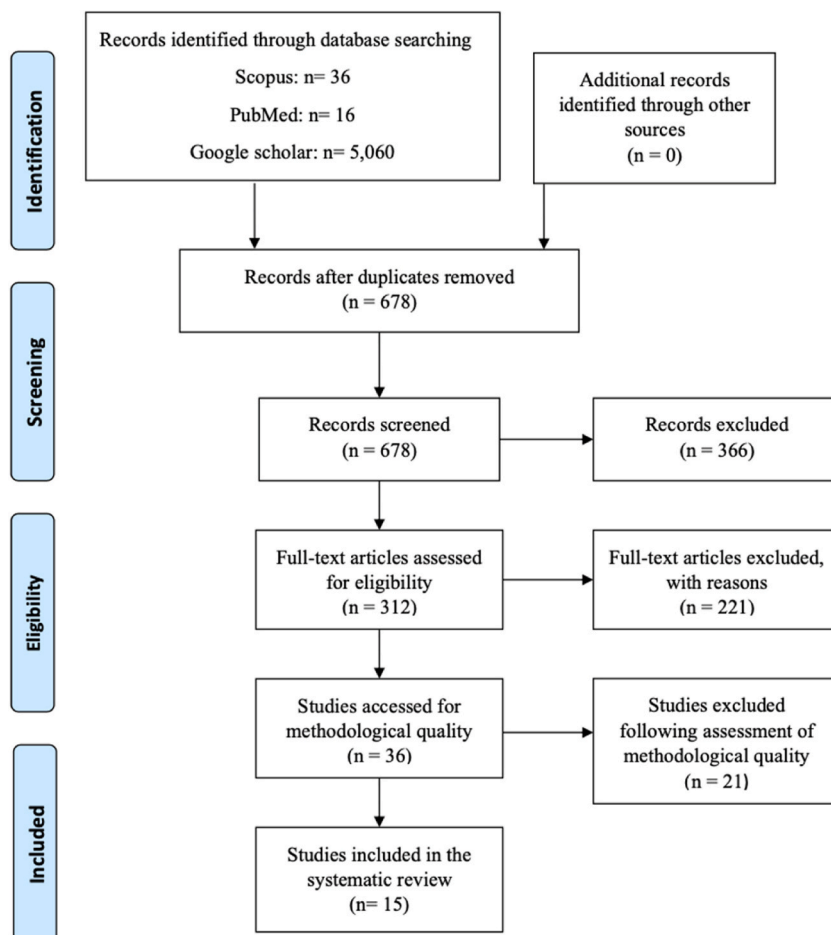 Identification
Records identified through database searching
Scopus: n= 36
PubMed: n= 16
Google scholar: n= 5,060
Additional records
identified through other
sources
(n = 0)
Records after duplicates removed
(n = 678)
Screening
Records screened
(n = 678)
Records excluded
(n = 366)
Eligibility
Full-text articles assessed
for eligibility
(n = 312)
Full-text articles excluded,
with reasons
(n = 221)
Studies accessed for
methodological quality
(n = 36)
Studies excluded
following assessment of
methodological quality
(n = 21)
Included
Studies included in the
systematic review
(n= 15)